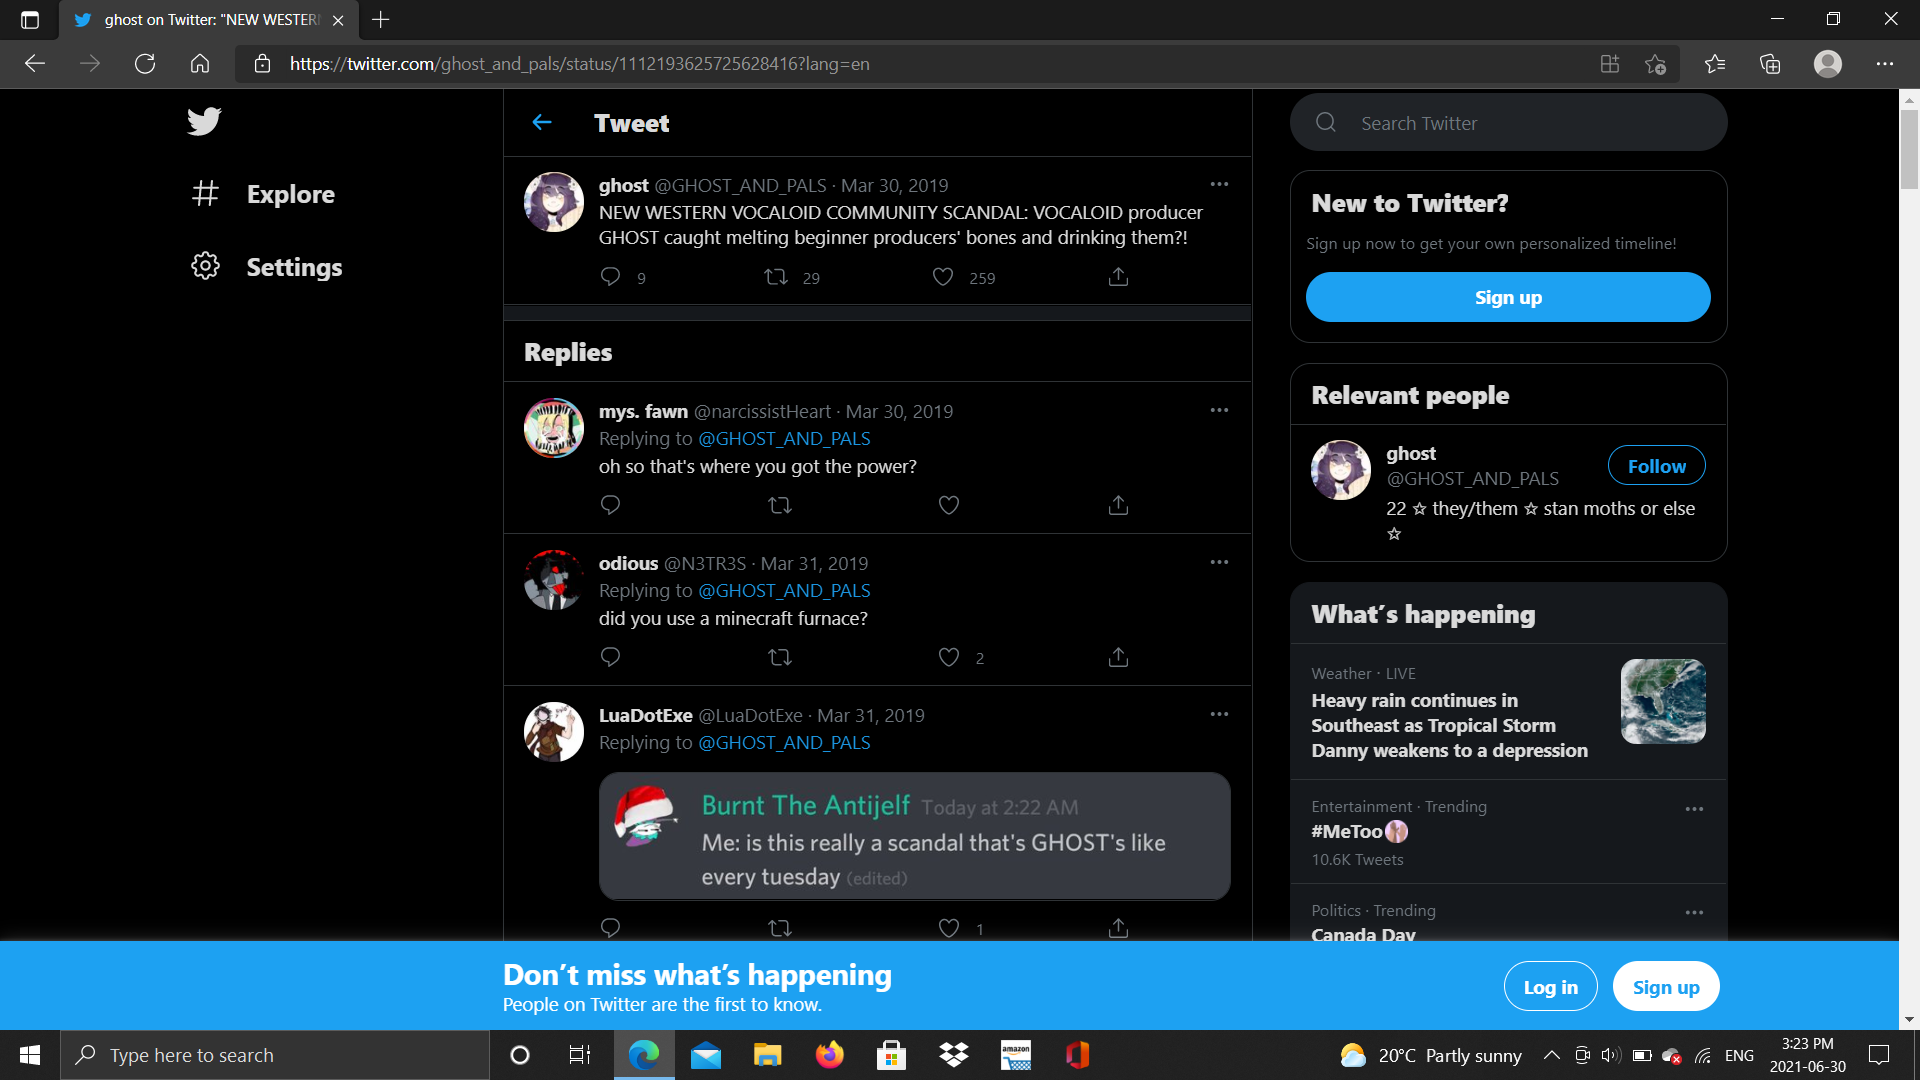 ghost on Twitter: "NEW WESTERN
https://twitter.com/ghost_and_pals/status/1112193625725628416?lang=en
Explore
Settings
Tweet
ghost @GHOST_AND_PALS · Mar 30, 2019
NEW WESTERN VOCALOID COMMUNITY SCANDAL: VOCALOID producer
GHOST caught melting beginner producers' bones and drinking them?!
9 29 259
Replies
mys. fawn @narcissistHeart · Mar 30, 2019
Replying to @GHOST_AND_PALS
oh so that's where you got the power?
odious @N3TR3S · Mar 31, 2019
Replying to @GHOST_AND_PALS
did you use a minecraft furnace?
2
LuaDotExe @LuaDotExe · Mar 31, 2019
Replying to @GHOST_AND_PALS
Burnt The Antijelf Today at 2:22 AM
Me: is this really a scandal that's GHOST's like
every tuesday (edited)
1
Search Twitter
New to Twitter?
Sign up now to get your own personalized timeline!
Sign up
Relevant people
ghost
@GHOST_AND_PALS
Follow
22 ☆ they/them ☆ stan moths or else
☆
What's happening
Weather · LIVE
Heavy rain continues in
Southeast as Tropical Storm
Danny weakens to a depression
Entertainment · Trending
#MeToo
10.6K Tweets
Politics · Trending
Canada Day
Don't miss what's happening
People on Twitter are the first to know.
Log in
Sign up
Type here to search
amazon
20°C Partly sunny
ENG
3:23 PM
2021-06-30